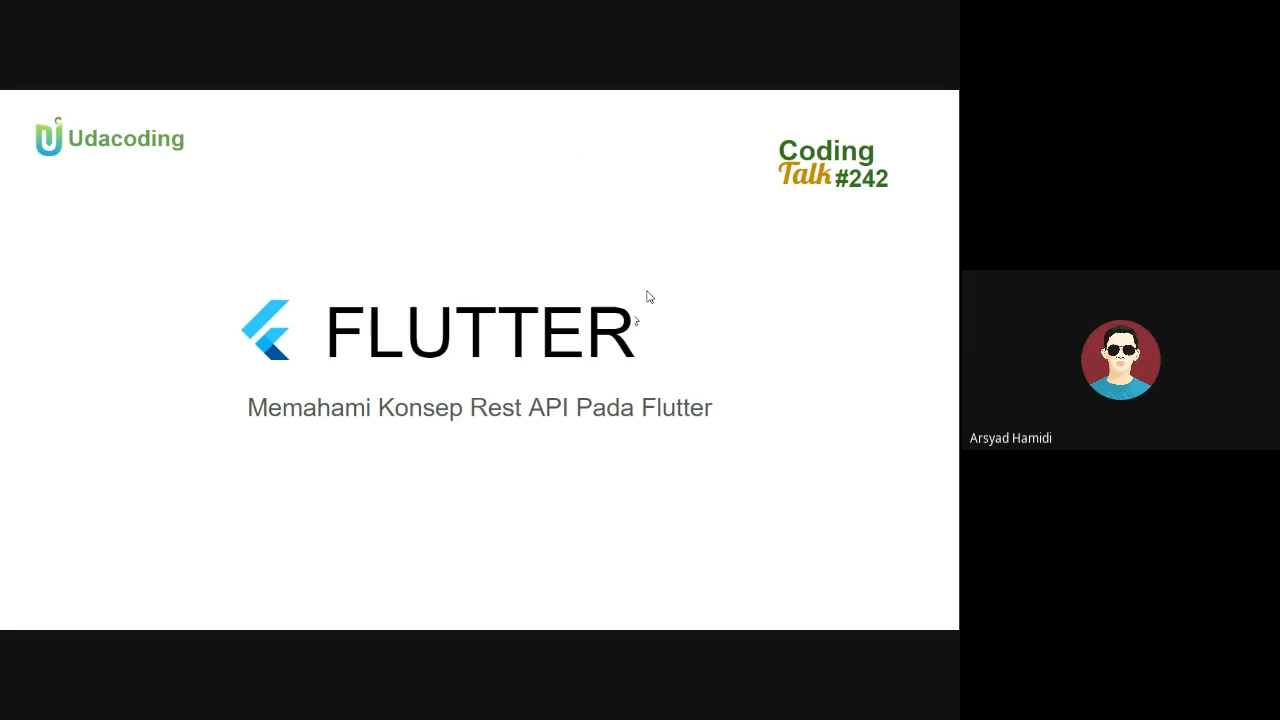 Udacoding
Coding
Talk #242
FLUTTER
Memahami Konsep Rest API Pada Flutter
Arsyad Hamidi